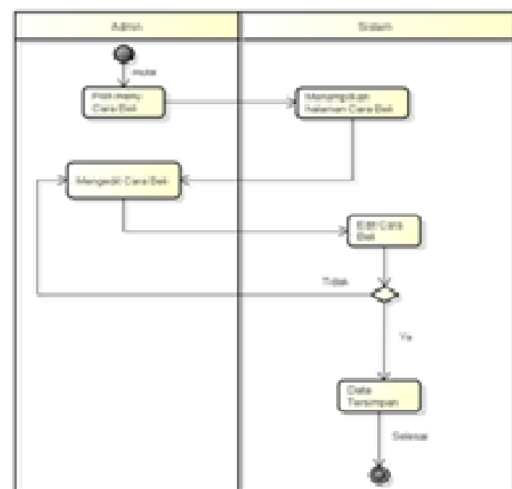 Admin
Sistem
mulai
Pilih menu
Cara Beli
Menampilkan
halaman Cara Beli
Mengedit Cara Beli
Edit Cara
Beli
Tidak
Ya
Data
Tersimpan
Selesai